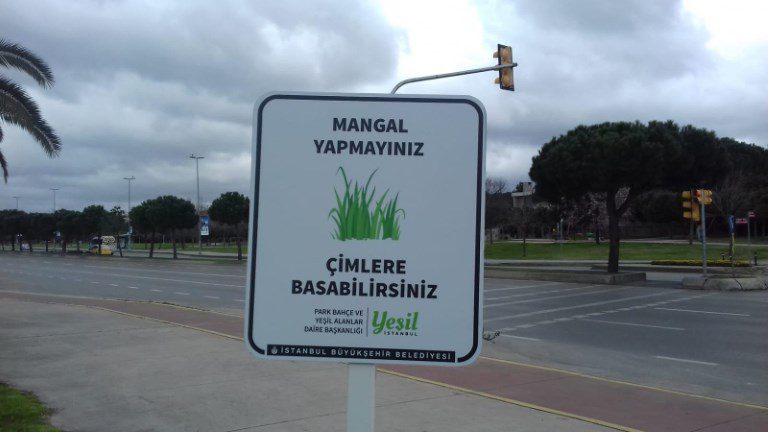 MANGAL
YAPMAYINIZ
ÇİMLERE
BASABİLİRSİNİZ
PARK BAHÇE VE
YEŞİL ALANLAR
DAİRE BAŞKANLIĞI
Yeşil
İSTANBUL
İSTANBUL BÜYÜKŞEHİR BELEDİYESİ